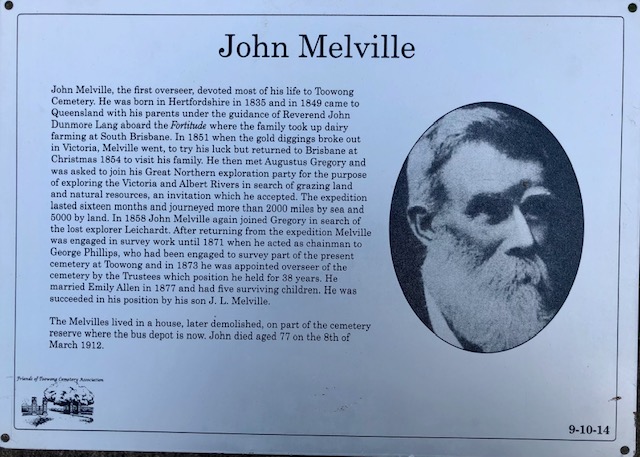 John Melville
John Melville, the first overseer, devoted most of his life to Toowong
Cemetery. He was born in Hertfordshire in 1835 and in 1849 came to
Queensland with his parents under the guidance of Reverend John
Dunmore Lang aboard the Fortitude where the family took up dairy
farming at South Brisbane. In 1851 when the gold diggings broke out
in Victoria, Melville went, to try his luck but returned to Brisbane at
Christmas 1854 to visit his family. He then met Augustus Gregory and
was asked to join his Great Northern exploration party for the purpose
of exploring the Victoria and Albert Rivers in search of grazing land
and natural resources, an invitation which he accepted. The expedition
lasted sixteen months and journeyed more than 2000 miles by sea and
5000 by land. In 1858 John Melville again joined Gregory in search of
the lost explorer Leichardt. After returning from the expedition Melville
was engaged in survey work until 1871 when he acted as chainman to
George Phillips, who had been engaged to survey part of the present
cemetery at Toowong and in 1873 he was appointed overseer of the
cemetery by the Trustees which position he held for 38 years. He
married Emily Allen in 1877 and had five surviving children. He was
succeeded in his position by his son J. L. Melville.
The Melvilles lived in a house, later demolished, on part of the cemetery
reserve where the bus depot is now. John died aged 77 on the 8th of
March 1912.
Friends of Toowong Cemetery Association
9-10-14